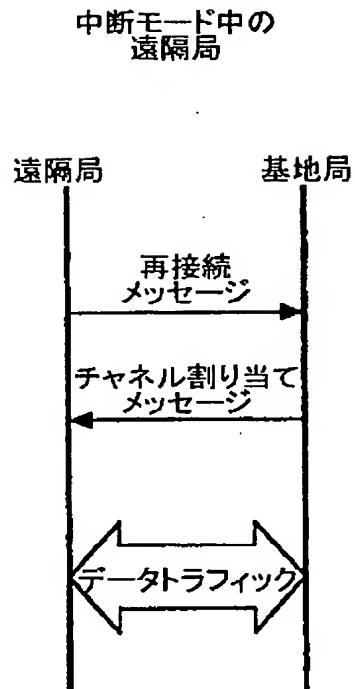 中断モード中の
遠隔局
遠隔局
基地局
再接続
メッセージ
チャネル割り当て
メッセージ
データトラフィック